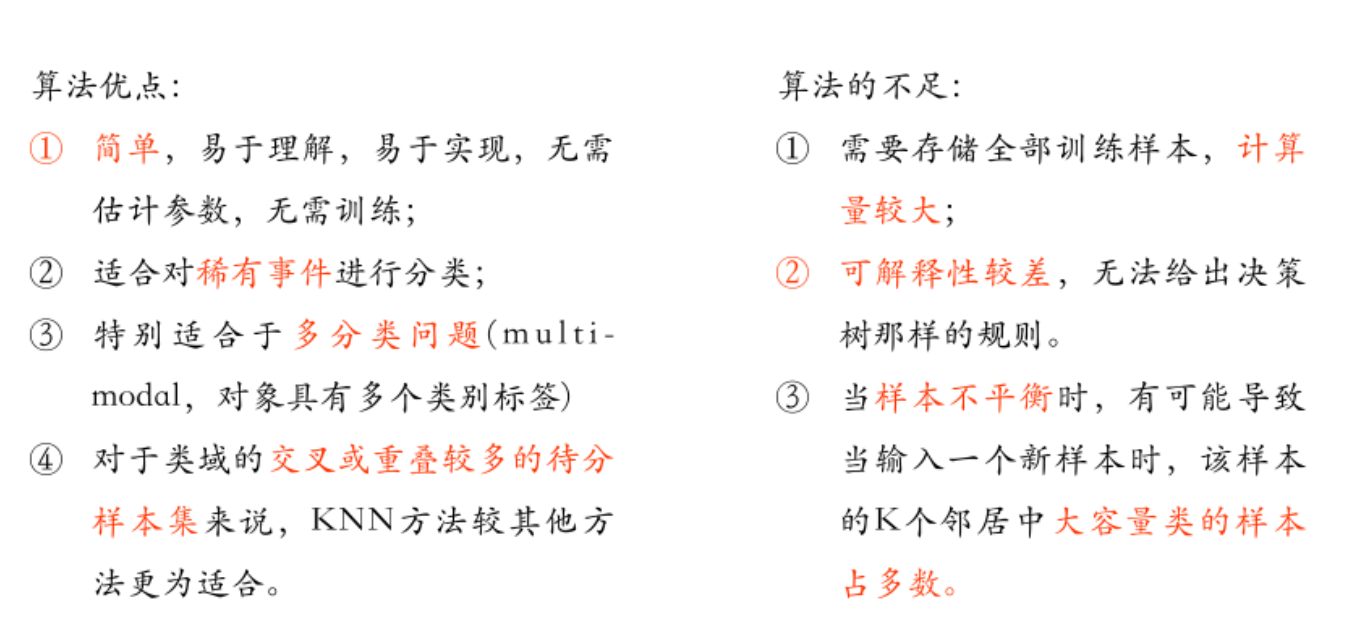 算法优点：
① 简单，易于理解，易于实现，无需
估计参数，无需训练；
② 适合对稀有事件进行分类；
③ 特别适合于多分类问题(multi-
modal，对象具有多个类别标签）
④ 对于类域的交叉或重叠较多的待分
样本集来说，KNN方法较其他方
法更为适合。
算法的不足：
① 需要存储全部训练样本，计算
量较大；
② 可解释性较差，无法给出决策
树那样的规则。
③ 当样本不平衡时，有可能导致
当输入一个新样本时，该样本
的K个邻居中大容量类的样本
占多数。